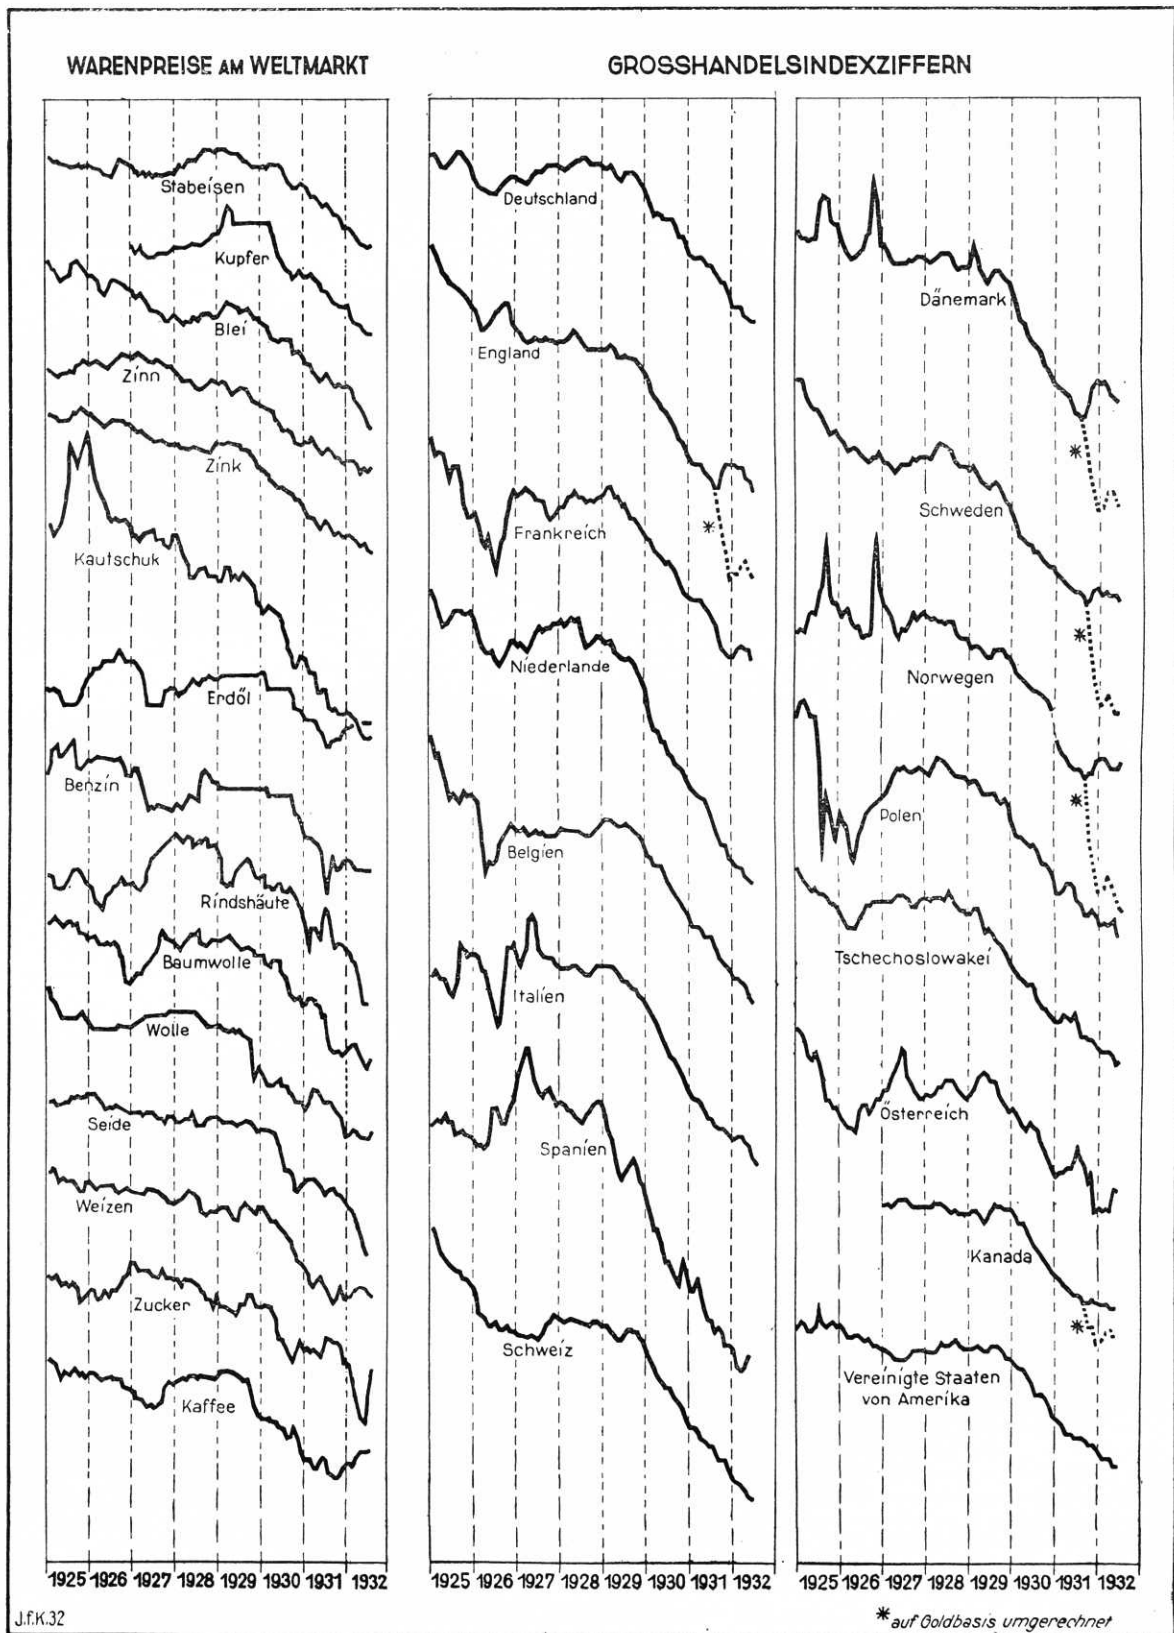 WARENPREISE AM WELTMARKT
Stabeisen
Kupfer
Blei
Zinn
Zink
Kautschuk
Erdöl
Benzin
Rindshäute
Baumwolle
Wolle
Seide
Weizen
Zucker
Kaffee
1925 1926 1927 1928 1929 1930 1931 1932
GROSSHANDELSINDEXZIFFERN
Deutschland
England
*
Frankreich
Niederlande
Belgien
Italien
Spanien
Schweiz
1925 1926 1927 1928 1929 1930 1931 1932
Dänemark
*
Schweden
*
Norwegen
*
Polen
Tschechoslowakei
Österreich
Kanada
*
Vereinigte Staaten
von Amerika
1925 1926 1927 1928 1929 1930 1931 1932
J.f.K.32
* auf Goldbasis umgerechnet